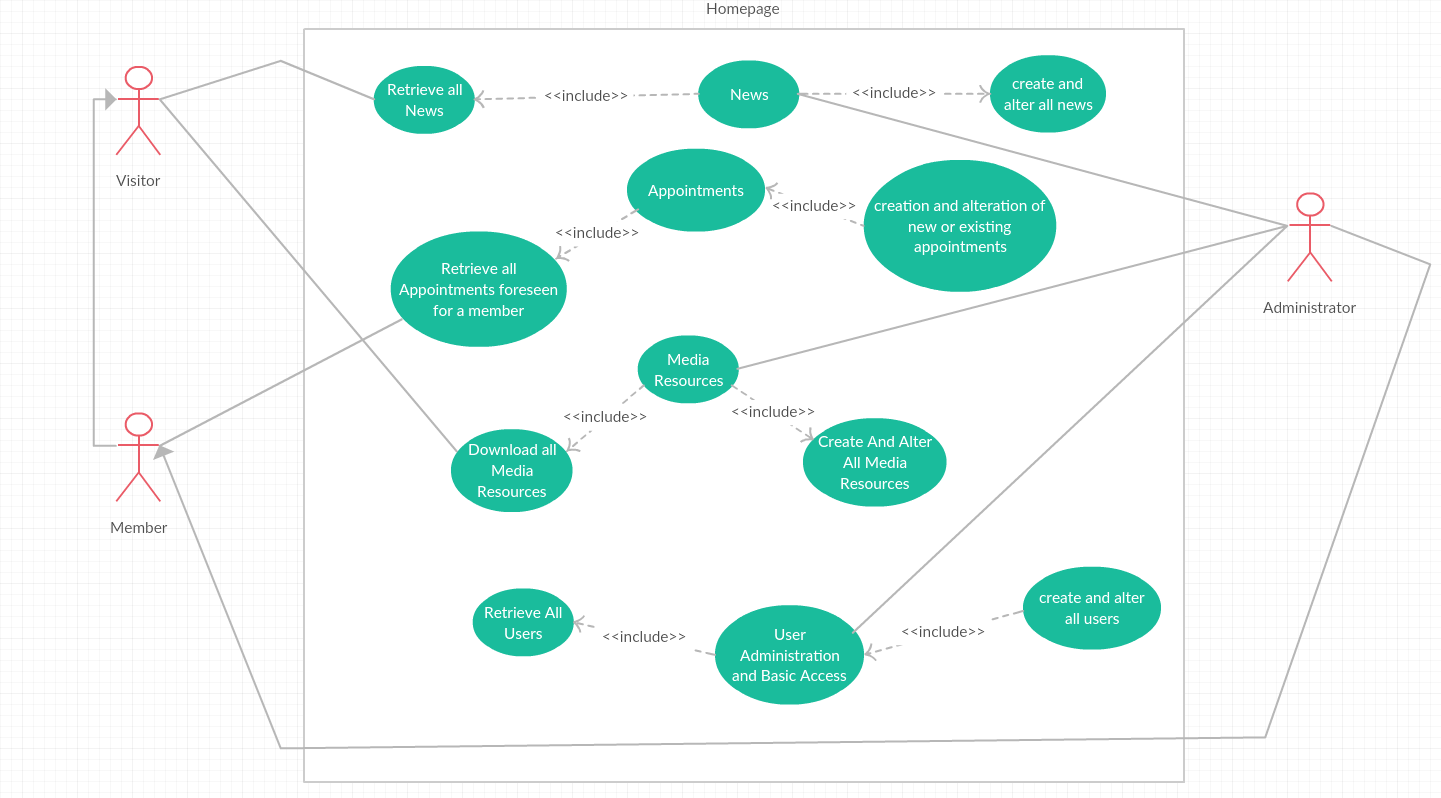 Homepage
Retrieve all
News
<<include>>
News
<<include>>
create and
alter all news
Visitor
Appointments
<<include>>
creation and alteration of
new or existing
appointments
<<include>>
Retrieve all
Appointments foreseen
for a member
Administrator
Media
Resources
<<include>>
<<include>>
Download all
Media
Resources
Create And Alter
All Media
Resources
Member
Retrieve All
Users
<<include>>
User
Administration
and Basic Access
<<include>>
create and alter
all users